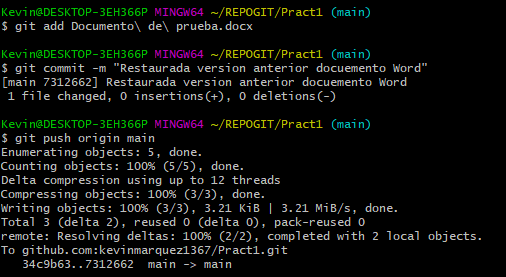 Kevin@DESKTOP-3EH366P MINGW64 ~/REPOGIT/Pract1 (main)
$ git add Documento\ de\ prueba.docx
Kevin@DESKTOP-3EH366P MINGW64 ~/REPOGIT/Pract1 (main)
$ git commit -m "Restaurada version anterior docuemento Word"
[main 7312662] Restaurada version anterior docuemento Word
1 file changed, 0 insertions(+), 0 deletions(-)
Kevin@DESKTOP-3EH366P MINGW64 ~/REPOGIT/Pract1 (main)
$ git push origin main
Enumerating objects: 5, done.
Counting objects: 100% (5/5), done.
Delta compression using up to 12 threads
Compressing objects: 100% (3/3), done.
Writing objects: 100% (3/3), 3.21 KiB | 3.21 MiB/s, done.
Total 3 (delta 2), reused 0 (delta 0), pack-reused 0
remote: Resolving deltas: 100% (2/2), completed with 2 local objects.
To github.com:kevinmarquez1367/Pract1.git
34c9b63..7312662  main -> main